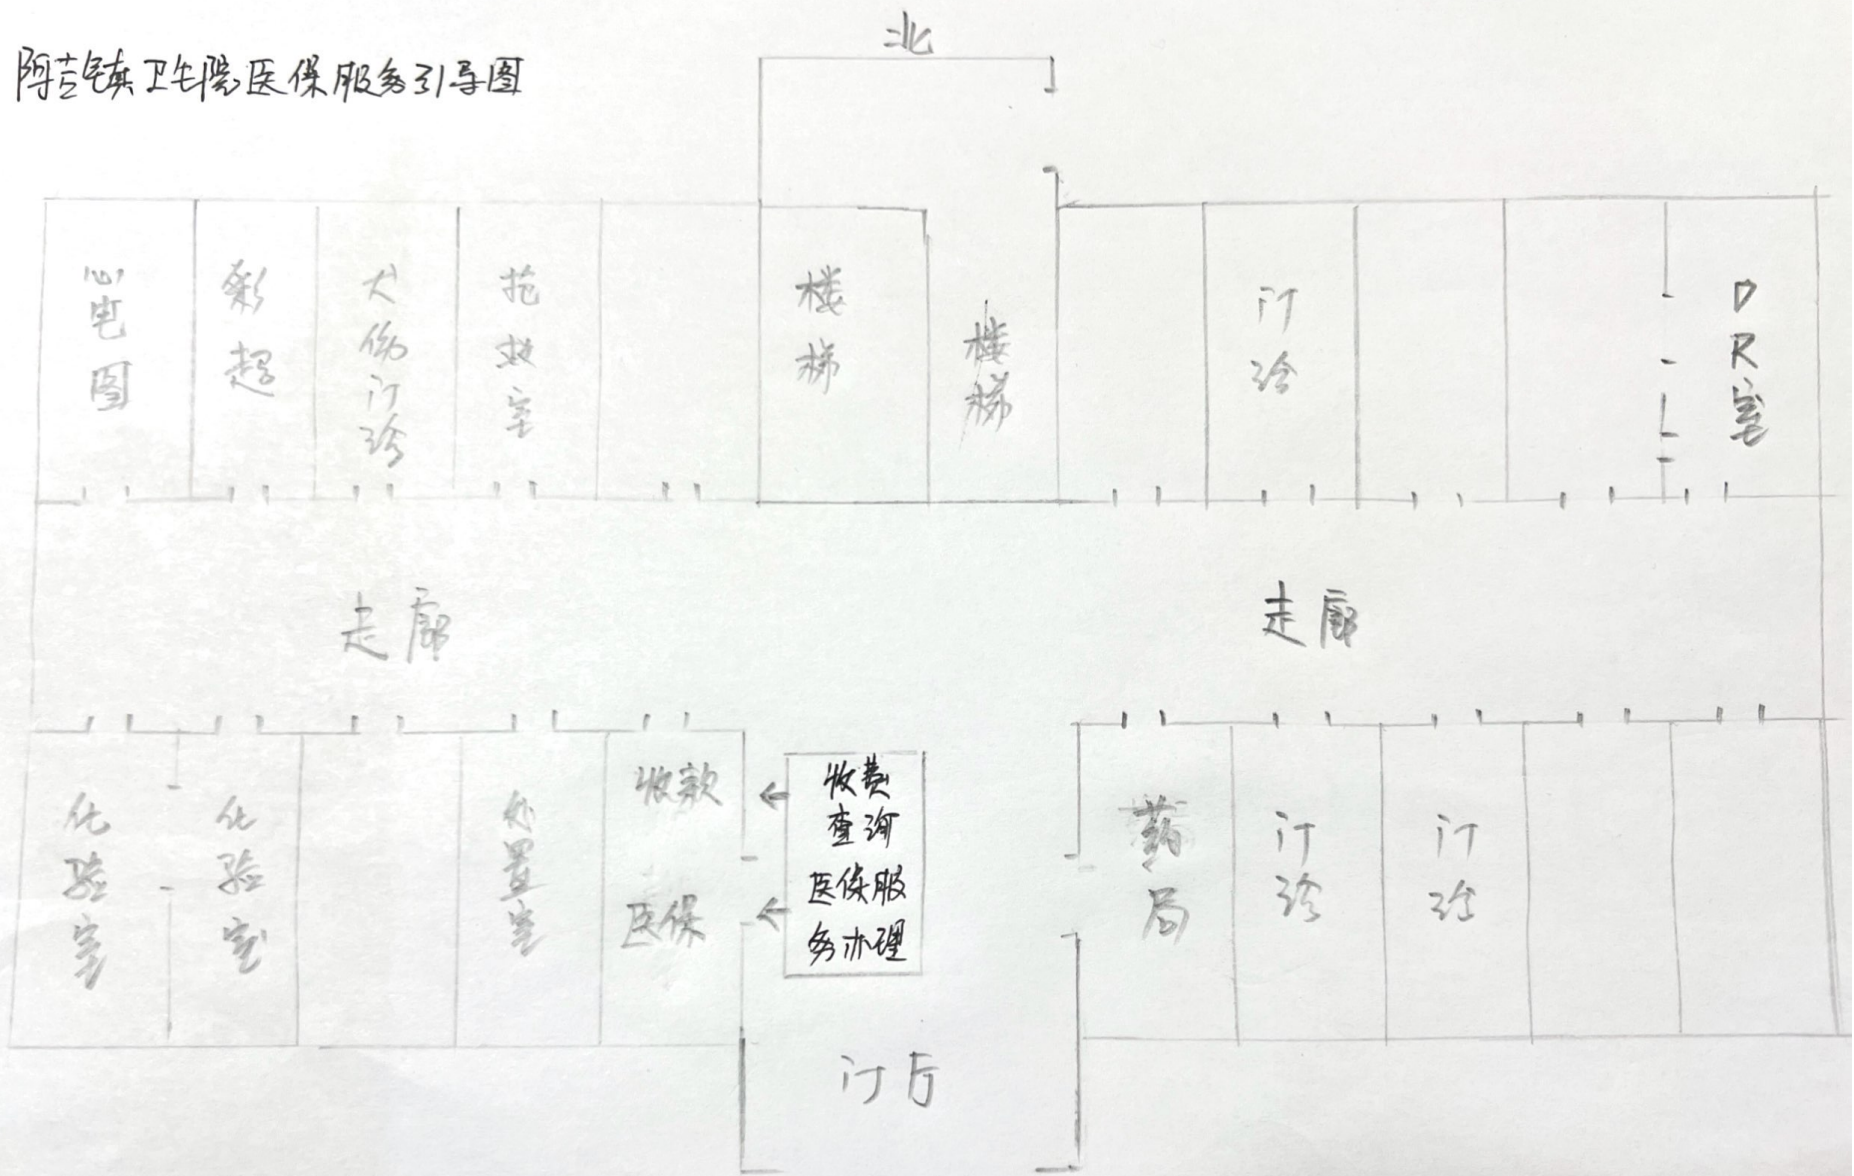 北
阿吉镇卫生院医保服务引导图
心电图
彩超
犬伤门诊
抢救室
楼梯
楼梯
门诊
DR室
走廊
走廊
化验室
化验室
处置室
收款
医保
收费
查询
医保服
务办理
药局
门诊
门诊
门厅